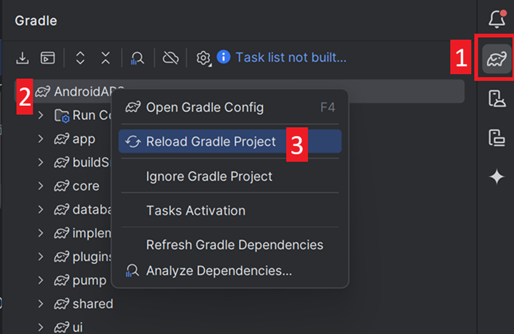 Gradle
1
Task list not built...
2
AndroidAPS
Run Co
Open Gradle Config F4
app
Reload Gradle Project 3
buildS
Ignore Gradle Project
core
databa
Tasks Activation
implem
Refresh Gradle Dependencies
plugins
Analyze Dependencies...
pump
shared
ui